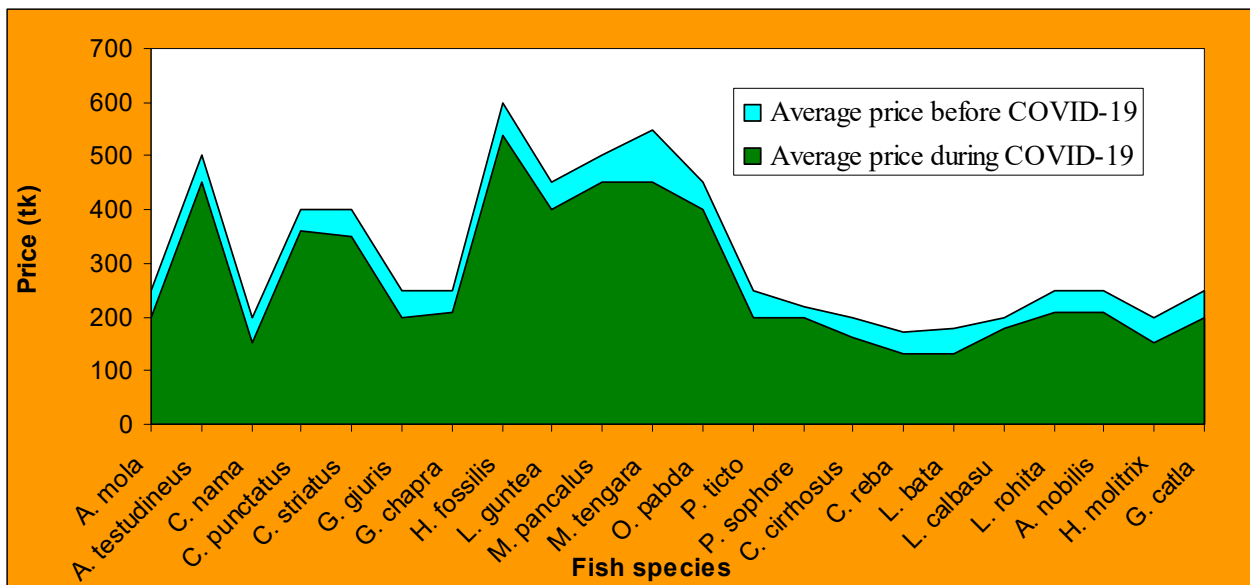 700
600
500
400
300
200
100
0
Price (tk)
Average price before COVID-19
Average price during COVID-19
A. mola
A. testudineus
C. nama
C. punctatus
C. striatus
G. giuris
G. chapra
H. fossilis
L. guntea
M. pancalus
M. tengara
O. pabda
P. ticto
P. sophore
C. cirrhosus
C. reba
L. bata
L. calbasu
L. rohita
A. nobilis
H. molitrix
G. catla
Fish species